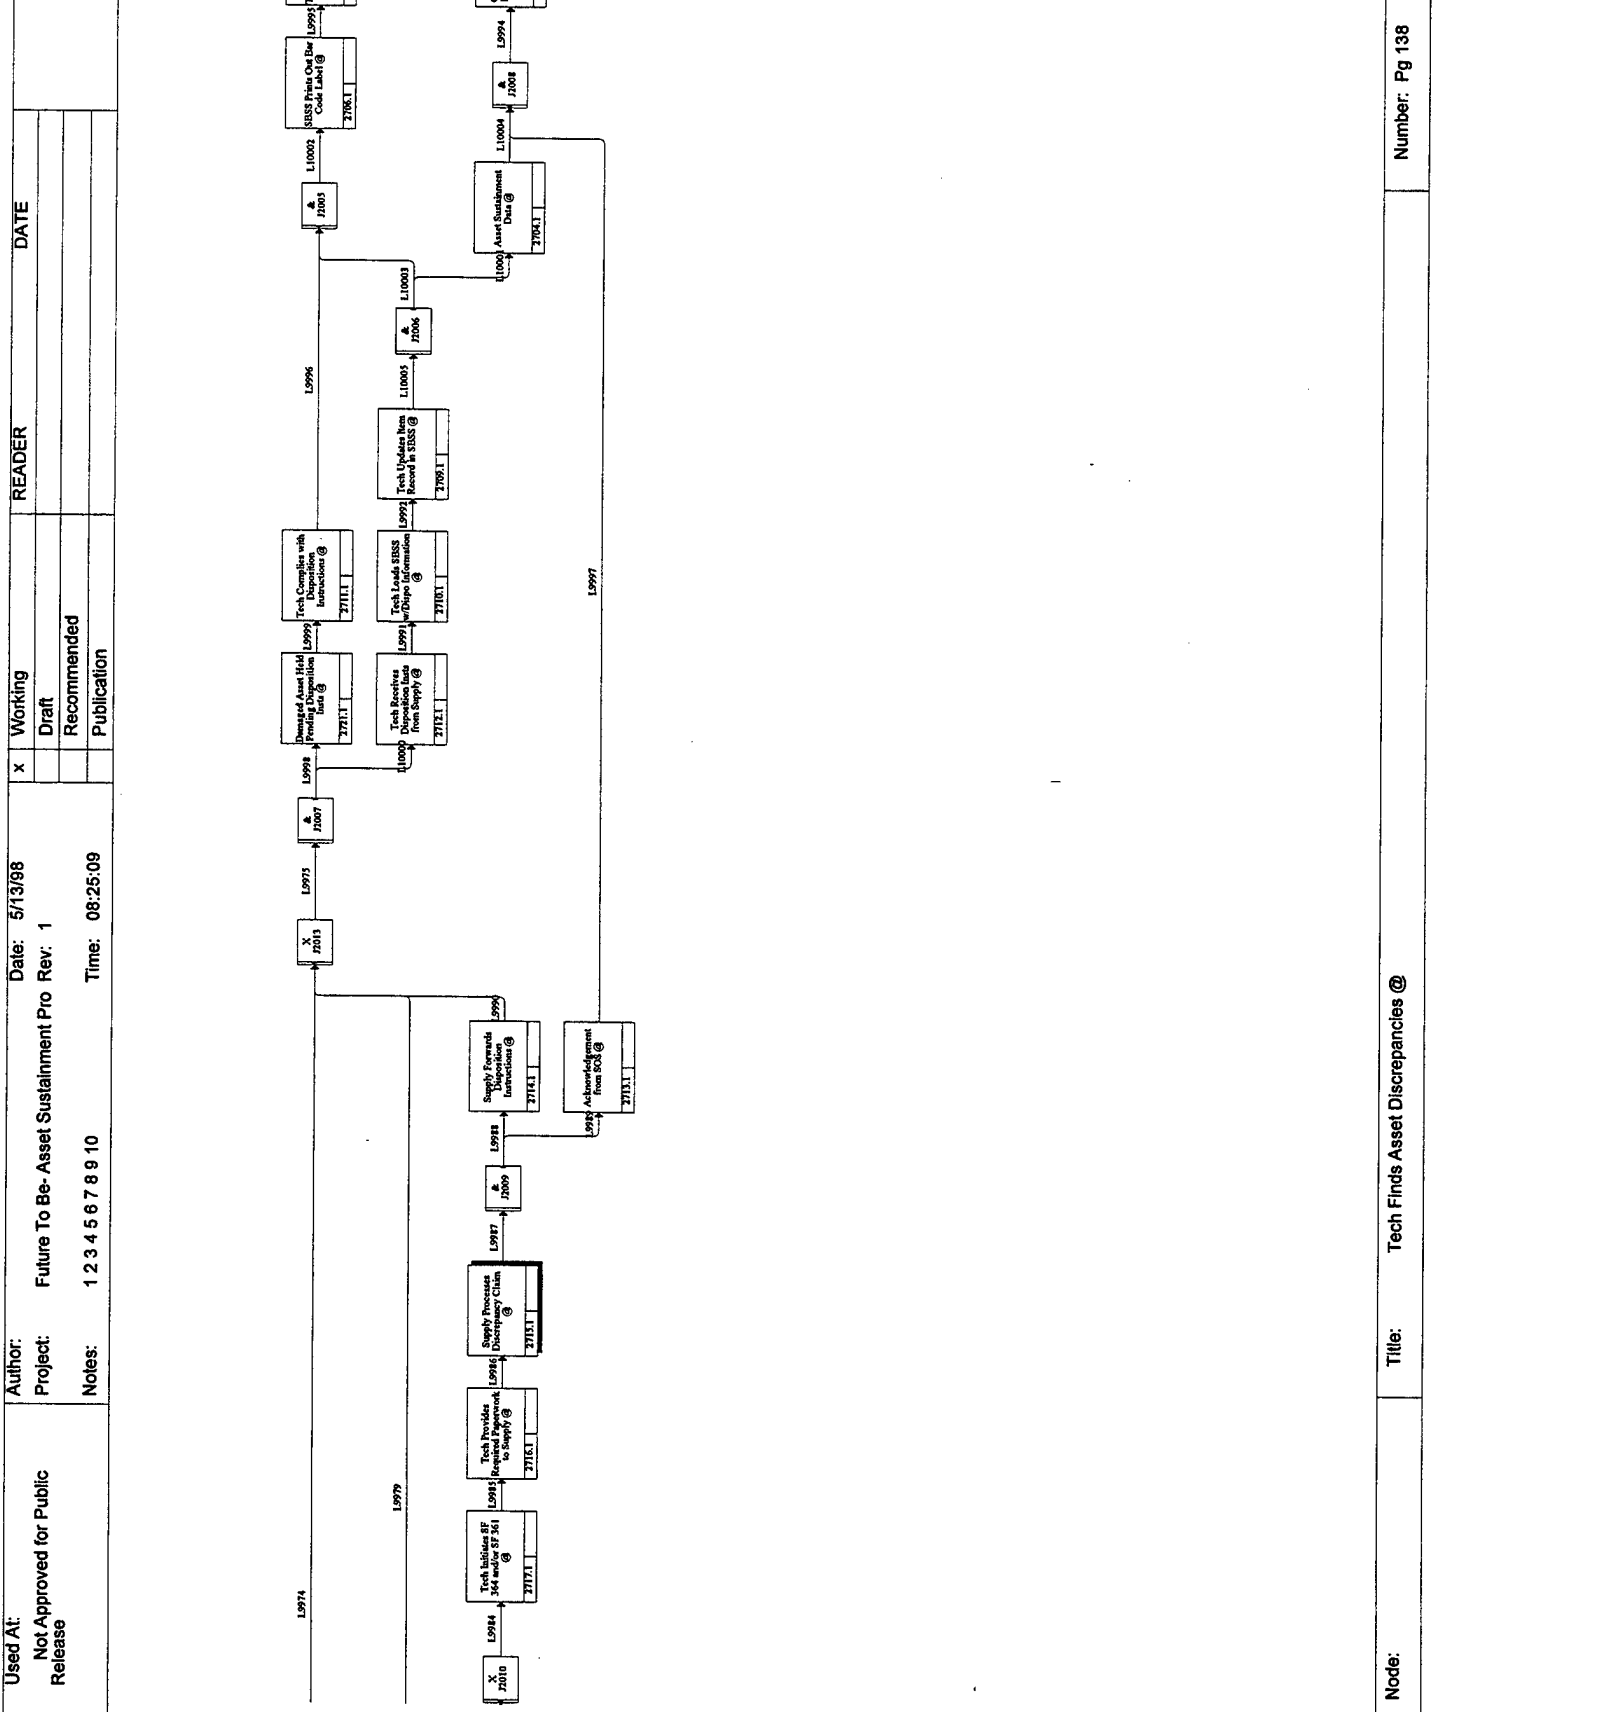 Used At:
Not Approved for Public
Release
Author:
Date: 5/13/98
Project: Future To Be- Asset Sustainment Pro Rev: 1
Notes: 1 2 3 4 5 6 7 8 9 10
Time: 08:25:09
X Working
Draft
Recommended
Publication
READER
DATE
L9974
L9979
X
J2010
L9984
Tech Initiates SF
364 and/or SF 361
@
2717.1
L9985
Tech Provides
Required Paperwork
to Supply @
2716.1
L9986
Supply Processes
Discrepancy Claim
@
2715.1
L9987
&
J2009
L9988
L9989
Supply Forwards
Disposition
Instructions @
2714.1
L9990
Acknowledgement
from SOS @
2713.1
L9997
X
J2013
L9975
&
J2007
L9998
L10000
Damaged Asset Held
Pending Disposition
Insts @
2721.1
L9999
Tech Complies with
Disposition
Instructions @
2711.1
L9996
Tech Receives
Disposition Insts
from Supply @
2712.1
L9991
Tech Loads SBSS
w/Dispo Information
@
2710.1
L9992
Tech Updates Item
Record in SBSS @
2709.1
L10005
&
J2006
L10003
L10001
&
J2005
L10002
SBSS Prints Out Bar
Code Label @
2706.1
L9995
Asset Sustainment
Data @
2704.1
L10004
&
J2008
L9994
Node:
Title: Tech Finds Asset Discrepancies @
Number: Pg 138